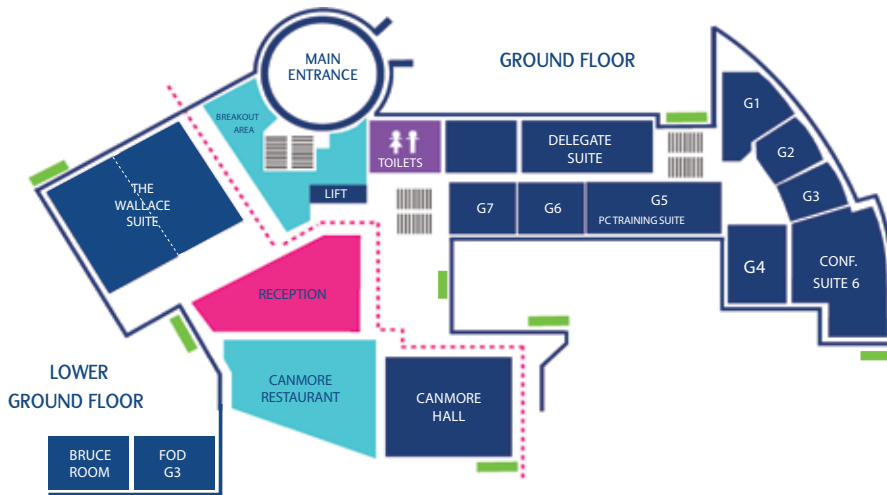 MAIN
ENTRANCE
GROUND FLOOR
BREAKOUT
AREA
TOILETS
DELEGATE
SUITE
G1
G2
G3
THE
WALLACE
SUITE
LIFT
G7
G6
G5
PC TRAINING SUITE
G4
CONF.
SUITE 6
RECEPTION
LOWER
GROUND FLOOR
CANMORE
RESTAURANT
CANMORE
HALL
BRUCE
ROOM
FOD
G3